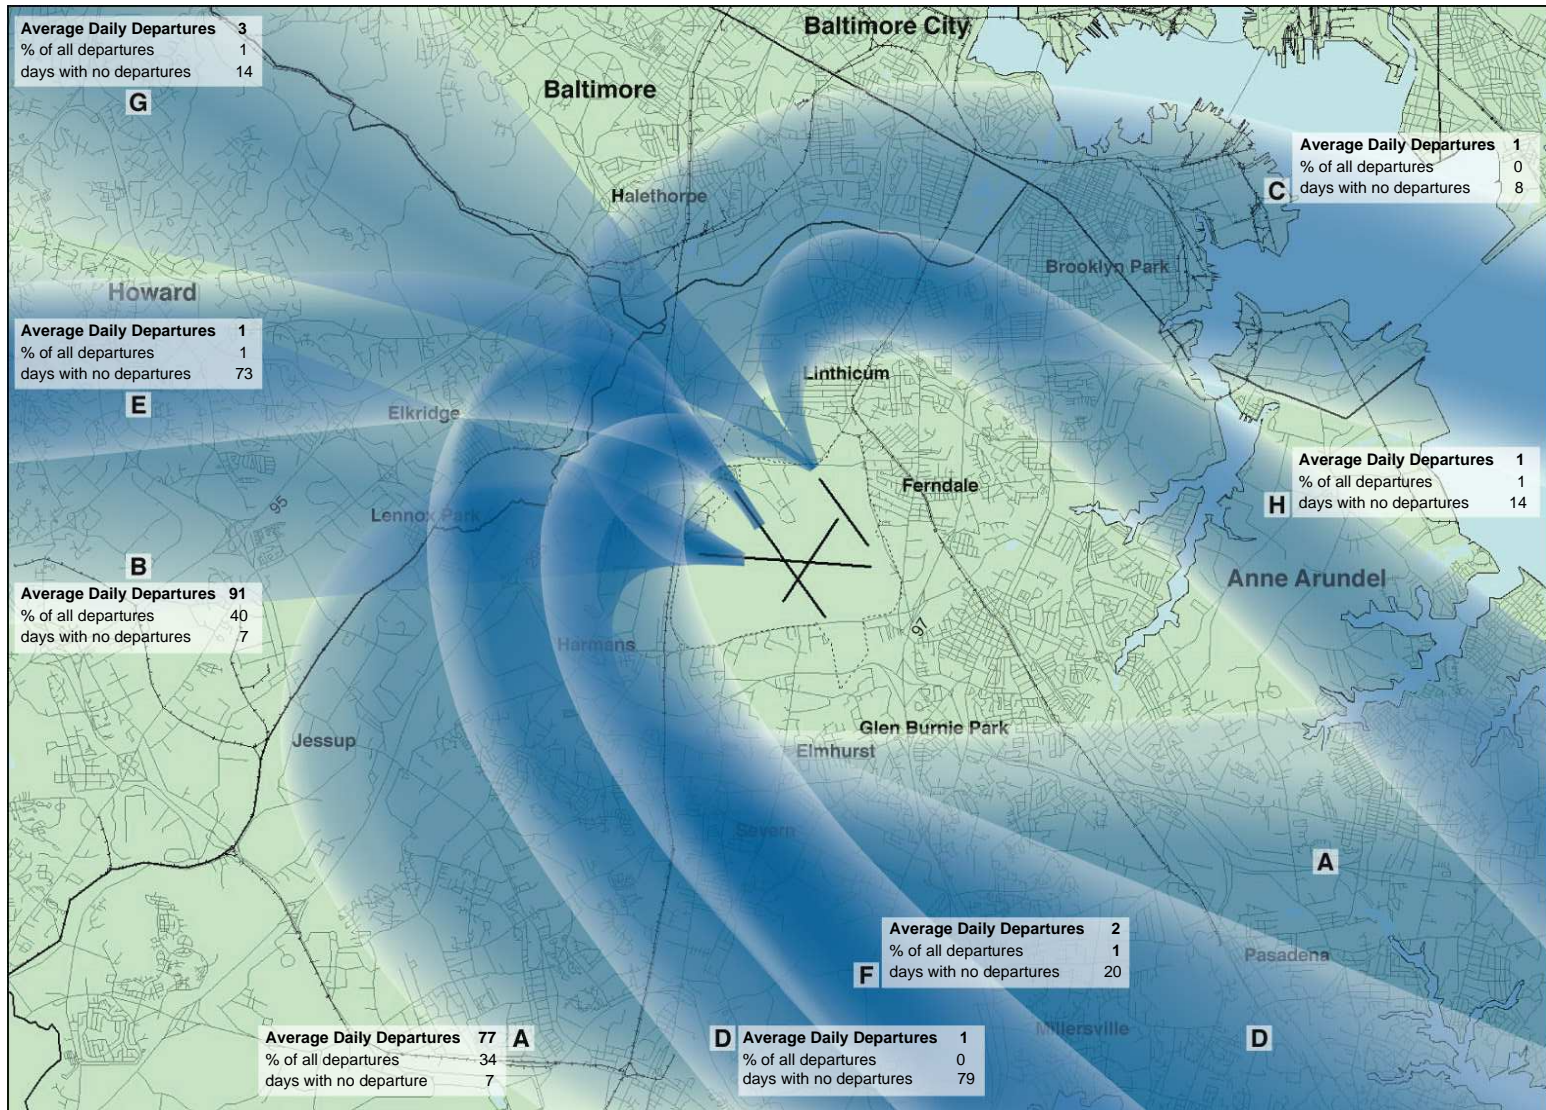 Baltimore City
Average Daily Departures 3
% of all departures 1
days with no departures 14
G
Baltimore
Average Daily Departures 1
% of all departures 0
days with no departures 8
C
Halethorpe
Brooklyn Park
Howard
Average Daily Departures 1
% of all departures 1
days with no departures 73
E
Linthicum
Elkridge
Average Daily Departures 1
% of all departures 1
days with no departures 14
H
Ferndale
95
Lennox Park
B
Average Daily Departures 91
% of all departures 40
days with no departures 7
Anne Arundel
97
Harmans
Glen Burnie Park
Jessup
Elmhurst
Severn
A
Average Daily Departures 2
% of all departures 1
days with no departures 20
F
Pasadena
Millersville
Average Daily Departures 77
% of all departures 34
days with no departure 7
A
D
Average Daily Departures 1
% of all departures 0
days with no departures 79
D